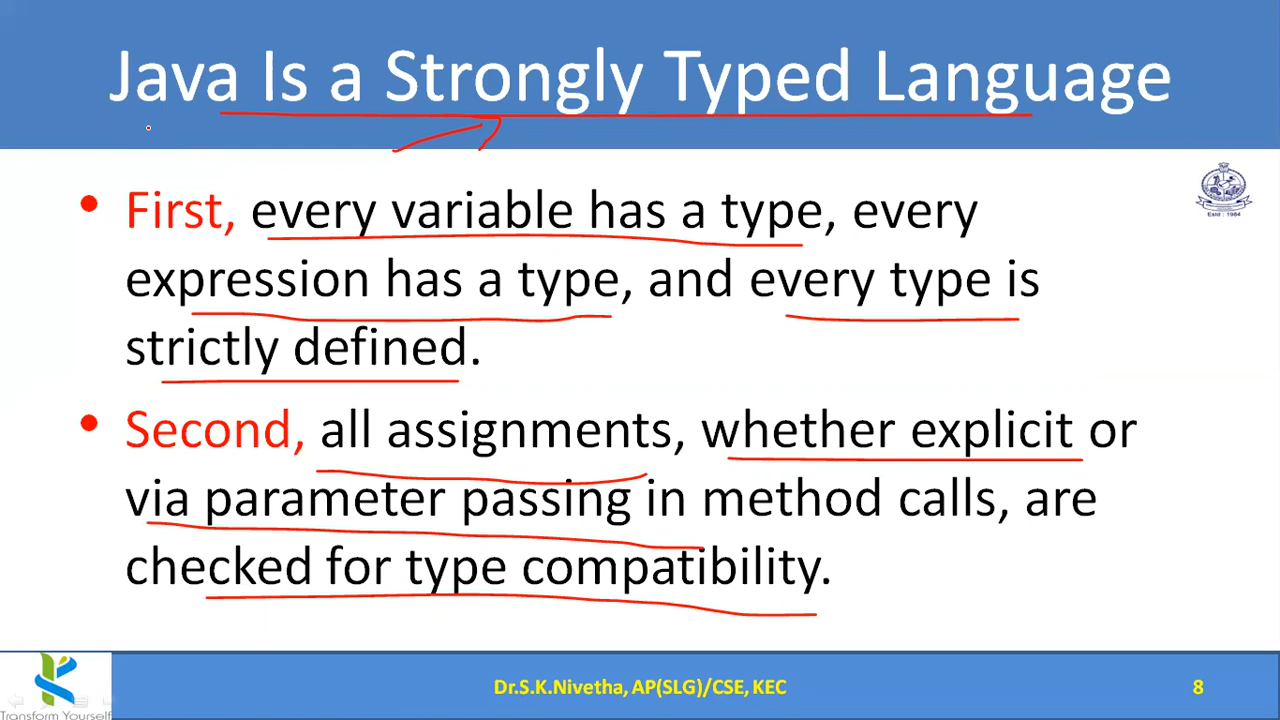 Java Is a Strongly Typed Language
• First, every variable has a type, every
expression has a type, and every type is
strictly defined.
• Second, all assignments, whether explicit or
via parameter passing in method calls, are
checked for type compatibility.
Estd : 1984
Transform Yourself
Dr.S.K.Nivetha, AP(SLG)/CSE, KEC
8